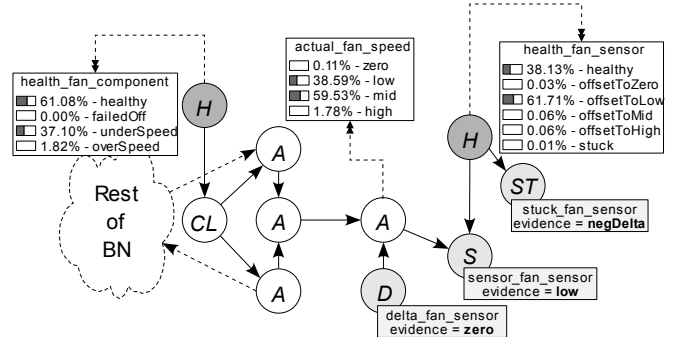 health_fan_component
61.08% - healthy
0.00% - failedOff
37.10% - underSpeed
1.82% - overSpeed
actual_fan_speed
0.11% - zero
38.59% - low
59.53% - mid
1.78% - high
health_fan_sensor
38.13% - healthy
0.03% - offsetToZero
61.71% - offsetToLow
0.06% - offsetToMid
0.06% - offsetToHigh
0.01% - stuck
H
H
A
ST
stuck_fan_sensor
evidence = negDelta
Rest
of
BN
CL
A
A
S
sensor_fan_sensor
evidence = low
A
D
delta_fan_sensor
evidence = zero